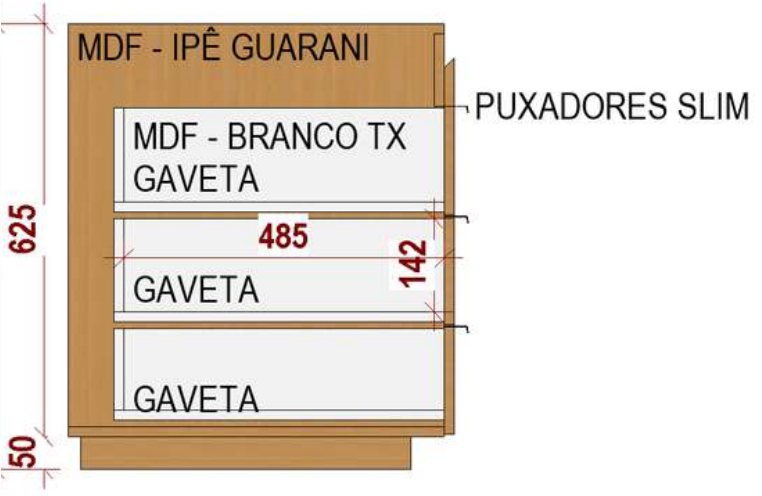 MDF - IPÊ GUARANI
PUXADORES SLIM
MDF - BRANCO TX
GAVETA
625
485
142
GAVETA
GAVETA
50